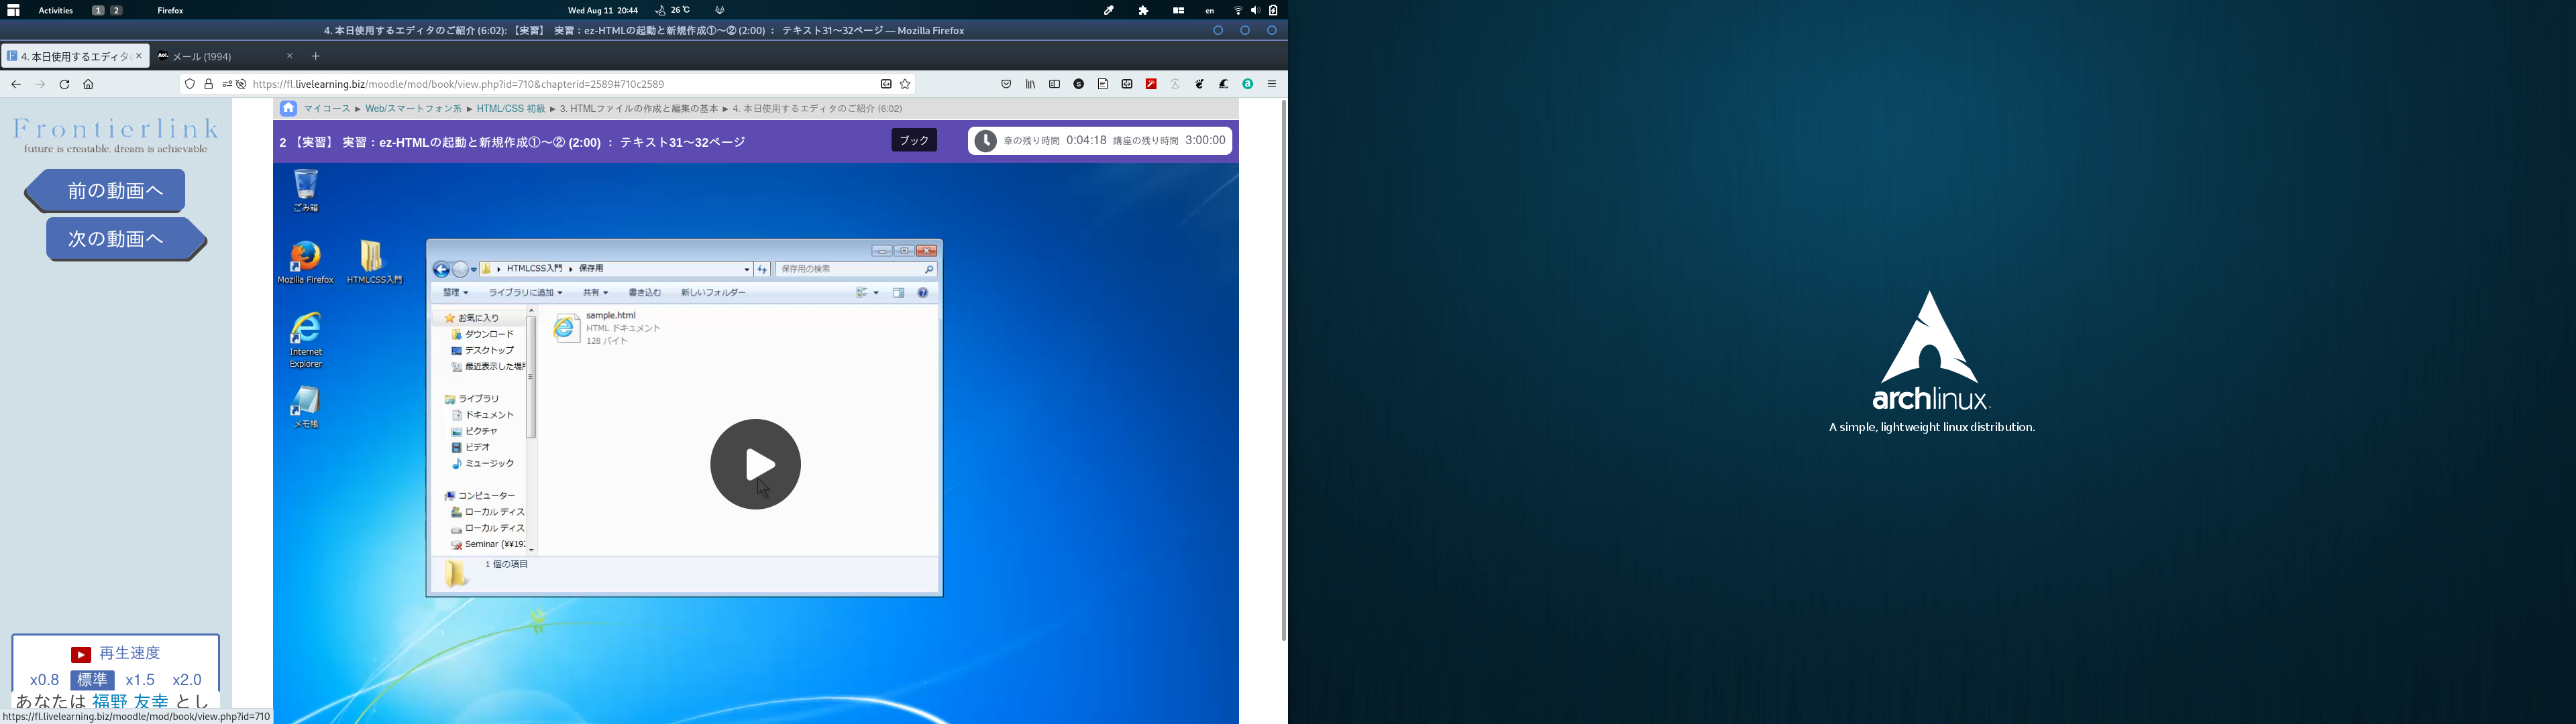 Activities 1 2 Firefox Wed Aug 11 20:44 26 °C en
4. 本日使用するエディタのご紹介 (6:02): 【実習】 実習：ez-HTMLの起動と新規作成①～② (2:00) ： テキスト31～32ページ — Mozilla Firefox
4. 本日使用するエディタの
Aol. メール (1994)
https://fl.livelearning.biz/moodle/mod/book/view.php?id=710&chapterid=2589#710c2589
マイコース ► Web/スマートフォン系 ► HTML/CSS 初級 ► 3. HTMLファイルの作成と編集の基本 ► 4. 本日使用するエディタのご紹介 (6:02)
Frontierlink
future is creatable, dream is achievable
前の動画へ
次の動画へ
2 【実習】 実習：ez-HTMLの起動と新規作成①～② (2:00) ： テキスト31～32ページ
ブック
章の残り時間 0:04:18 講座の残り時間 3:00:00
ごみ箱
Mozilla Firefox
HTMLCSS入門
Internet
Explorer
メモ帳
HTMLCSS入門 ▸ 保存用
保存用の検索
整理 ライブラリに追加 共有 書き込む 新しいフォルダー
お気に入り
ダウンロード
デスクトップ
最近表示した場所
ライブラリ
ドキュメント
ピクチャ
ビデオ
ミュージック
コンピューター
ローカル ディス
ローカル ディス
Seminar (¥¥192
sample.html
HTML ドキュメント
128 バイト
1 個の項目
再生速度
x0.8 標準 x1.5 x2.0
あなたは 福野 友幸 とし
https://fl.livelearning.biz/moodle/mod/book/view.php?id=710
archlinux
A simple, lightweight linux distribution.